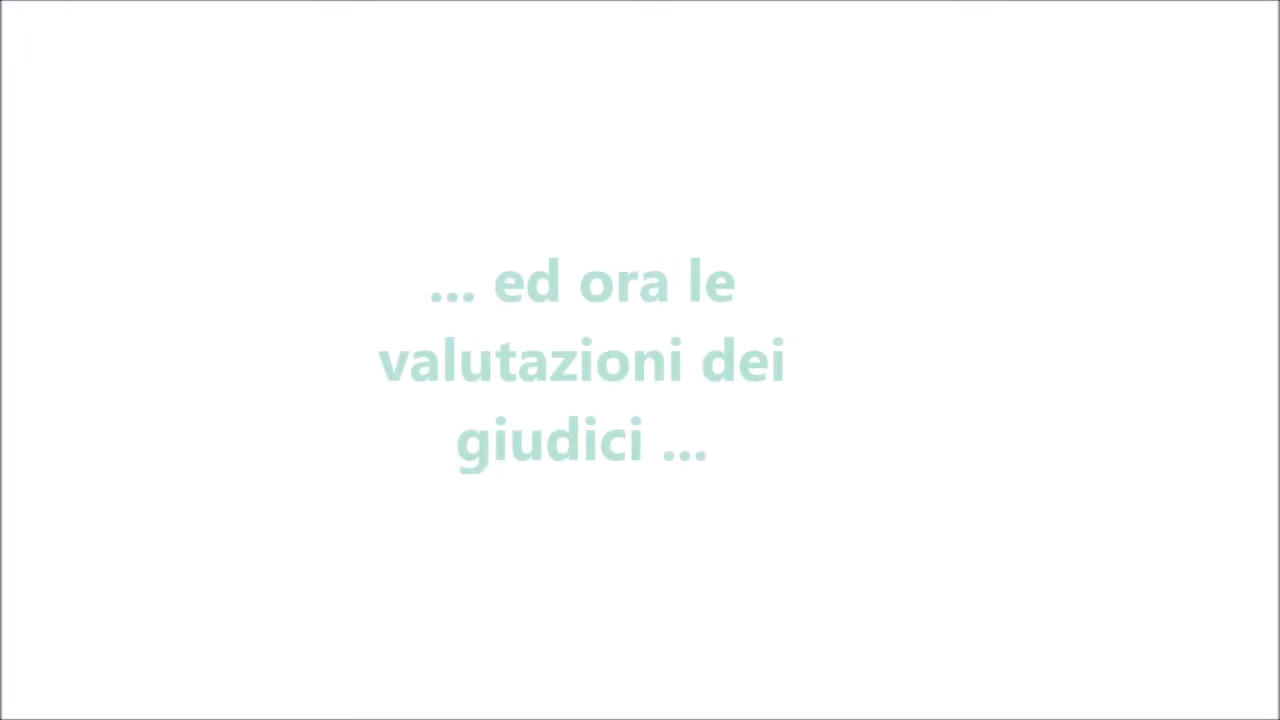 ... ed ora le
valutazioni dei
giudici ...